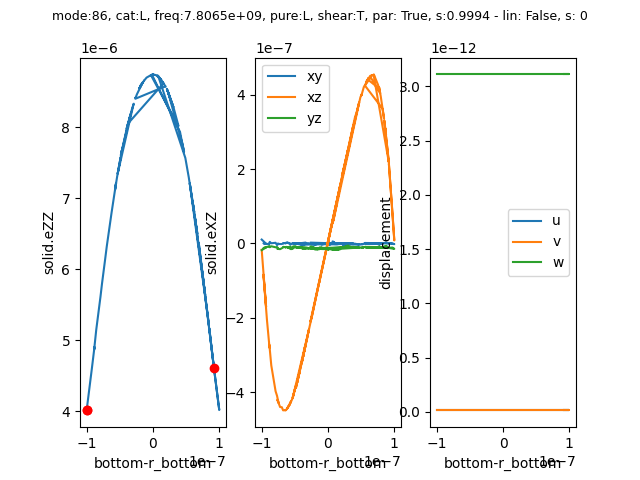 mode:86, cat:L, freq:7.8065e+09, pure:L, shear:T, par: True, s:0.9994 - lin: False, s: 0
1e−6
8
7
6
5
4
solid.eZZ
−1
0
1
1e−7
bottom-r_bottom
1e−7
4
2
0
−2
−4
solid.eXZ
xy
xz
yz
−1
0
1
1e−7
bottom-r_bottom
1e−12
3.0
2.5
2.0
1.5
1.0
0.5
0.0
displacement
u
v
w
−1
0
1
1e−7
bottom-r_bottom